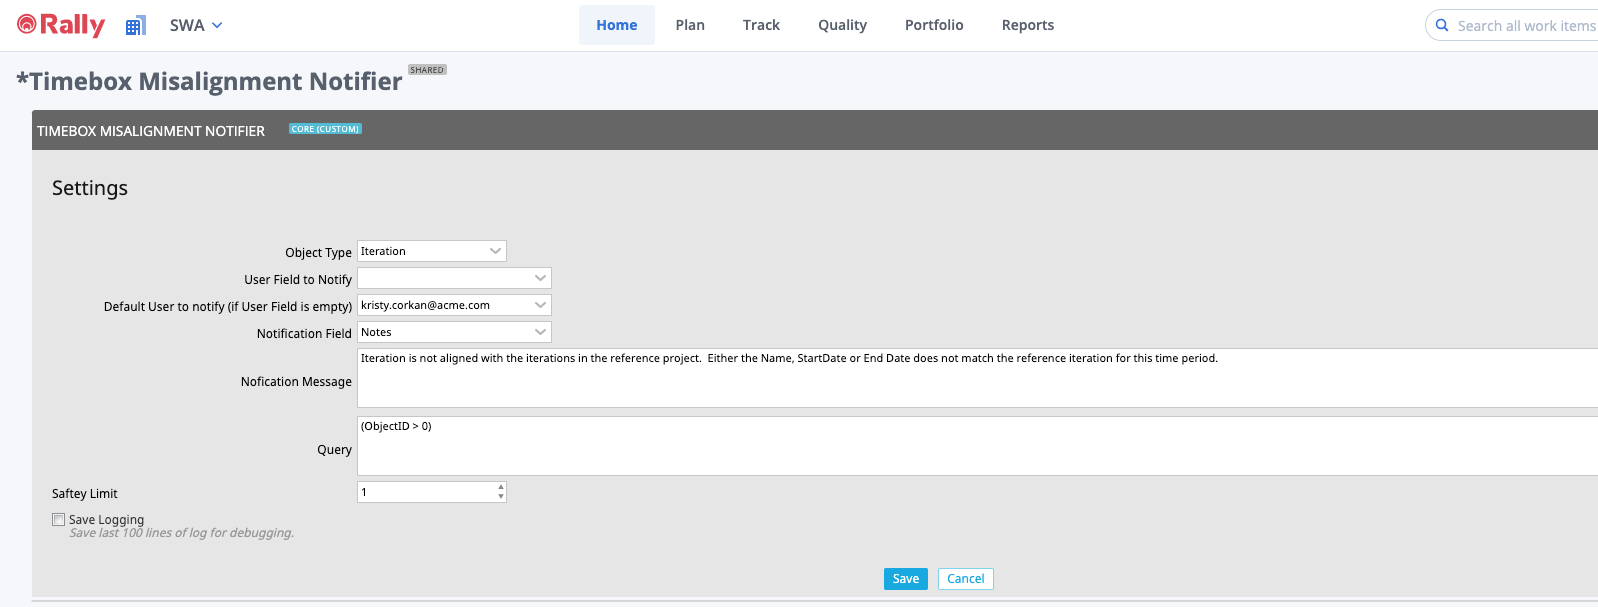 Rally SWA Home Plan Track Quality Portfolio Reports Search all work items
*Timebox Misalignment Notifier SHARED
TIMEBOX MISALIGNMENT NOTIFIER CORE (CUSTOM)
Settings
Object Type Iteration
User Field to Notify
Default User to notify (if User Field is empty) kristy.corkan@acme.com
Notification Field Notes
Nofication Message Iteration is not aligned with the iterations in the reference project. Either the Name, StartDate or End Date does not match the reference iteration for this time period.
Query (ObjectID > 0)
Saftey Limit 1
Save Logging
Save last 100 lines of log for debugging.
Save Cancel